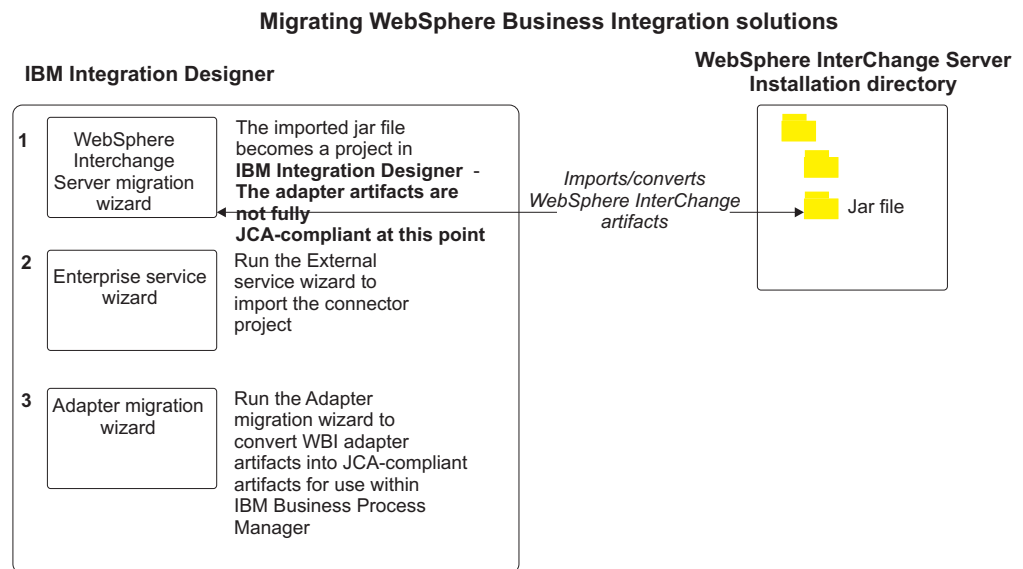 Migrating WebSphere Business Integration solutions
IBM Integration Designer
WebSphere InterChange Server
Installation directory
1
WebSphere
Interchange
Server migration
wizard
The imported jar file
becomes a project in
IBM Integration Designer -
The adapter artifacts are
not fully
JCA-compliant at this point
Imports/converts
WebSphere InterChange
artifacts
Jar file
2
Enterprise service
wizard
Run the External
service wizard to
import the connector
project
3
Adapter migration
wizard
Run the Adapter
migration wizard to
convert WBI adapter
artifacts into JCA-compliant
artifacts for use within
IBM Business Process
Manager